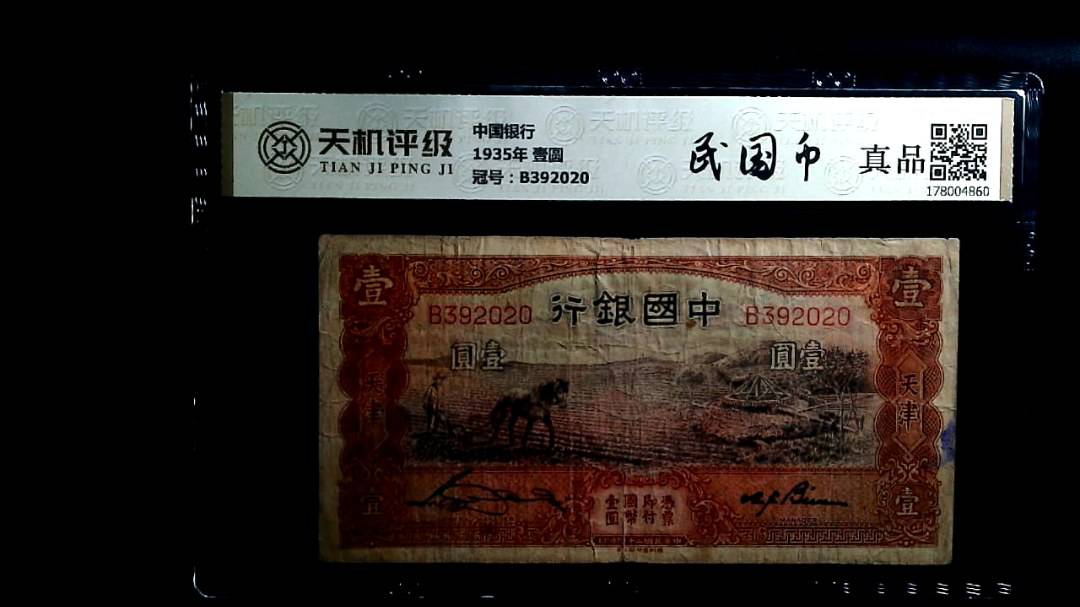 天机评级
TIAN JI PING JI
中国银行
1935年 壹圆
冠号：B392020
民国币
真品
178004860
壹
壹
B392020
行銀國中
B392020
圓壹
圓壹
天津
天津
憑票
即付
國幣
壹圓
壹
壹